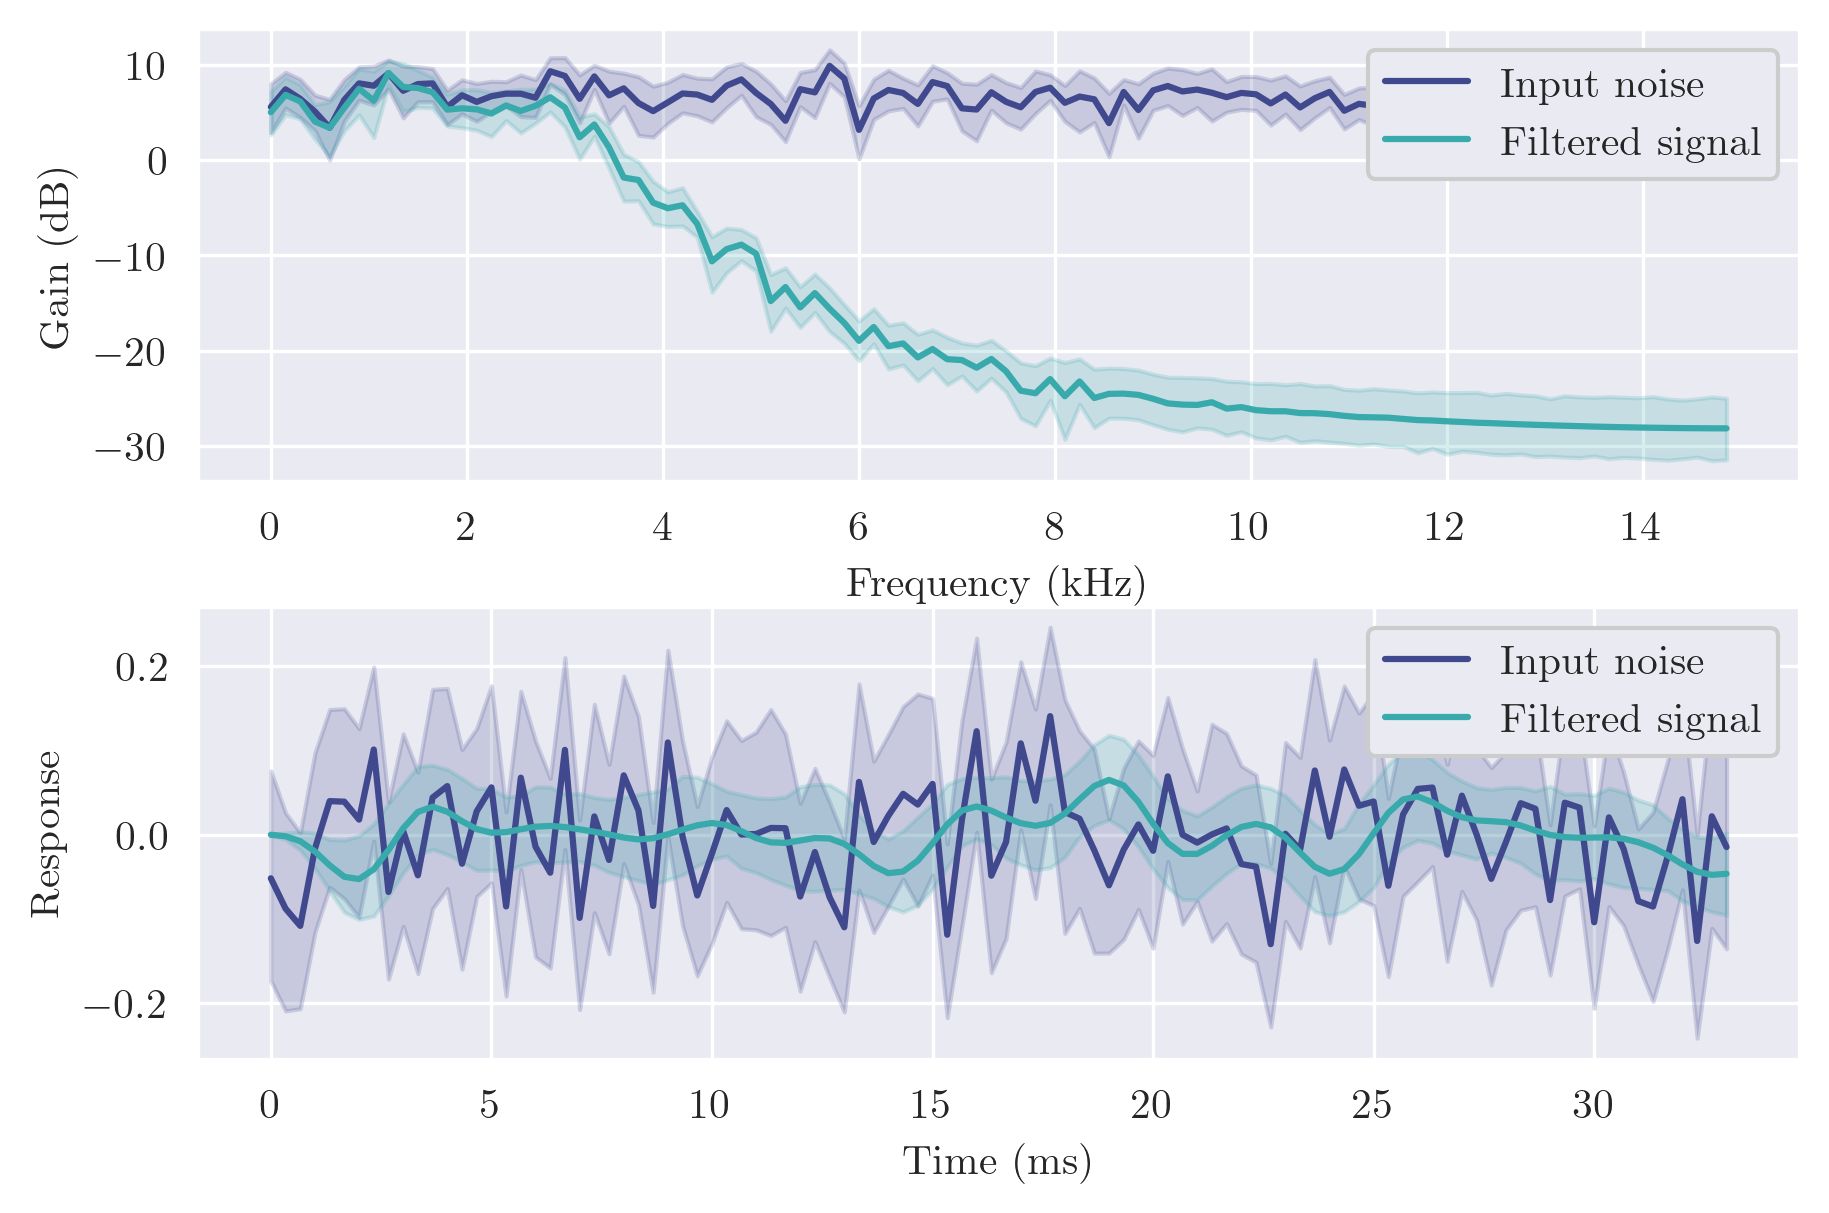 10
0
−10
−20
−30
Gain (dB)
Input noise
Filtered signal
0 2 4 6 8 10 12 14
Frequency (kHz)
0.2
0.0
−0.2
Response
Input noise
Filtered signal
0 5 10 15 20 25 30
Time (ms)